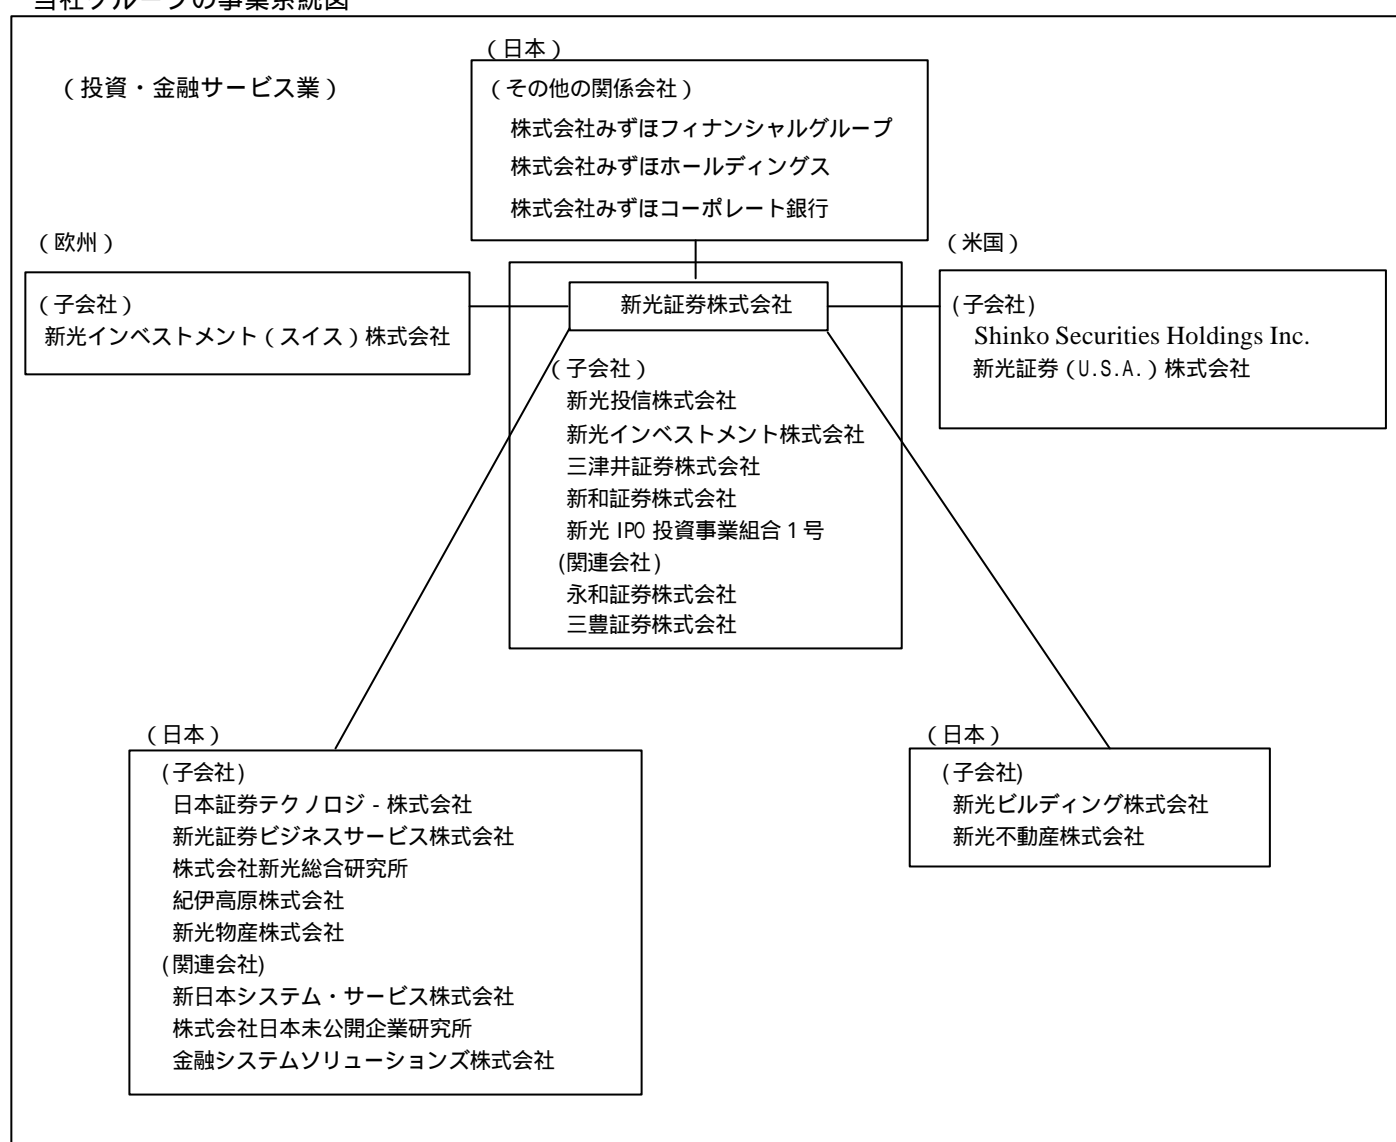 当社グループの事業系統図
(日本)
(投資・金融サービス業)
(その他の関係会社)
株式会社みずほフィナンシャルグループ
株式会社みずほホールディングス
株式会社みずほコーポレート銀行
(欧州)
(子会社)
新光インベストメント(スイス)株式会社
新光証券株式会社
(子会社)
新光投信株式会社
新光インベストメント株式会社
三津井証券株式会社
新和証券株式会社
新光 IPO 投資事業組合1号
(関連会社)
永和証券株式会社
三豊証券株式会社
(米国)
(子会社)
Shinko Securities Holdings Inc.
新光証券(U.S.A.)株式会社
(日本)
(子会社)
日本証券テクノロジ-株式会社
新光証券ビジネスサービス株式会社
株式会社新光総合研究所
紀伊高原株式会社
新光物産株式会社
(関連会社)
新日本システム・サービス株式会社
株式会社日本未公開企業研究所
金融システムソリューションズ株式会社
(日本)
(子会社)
新光ビルディング株式会社
新光不動産株式会社